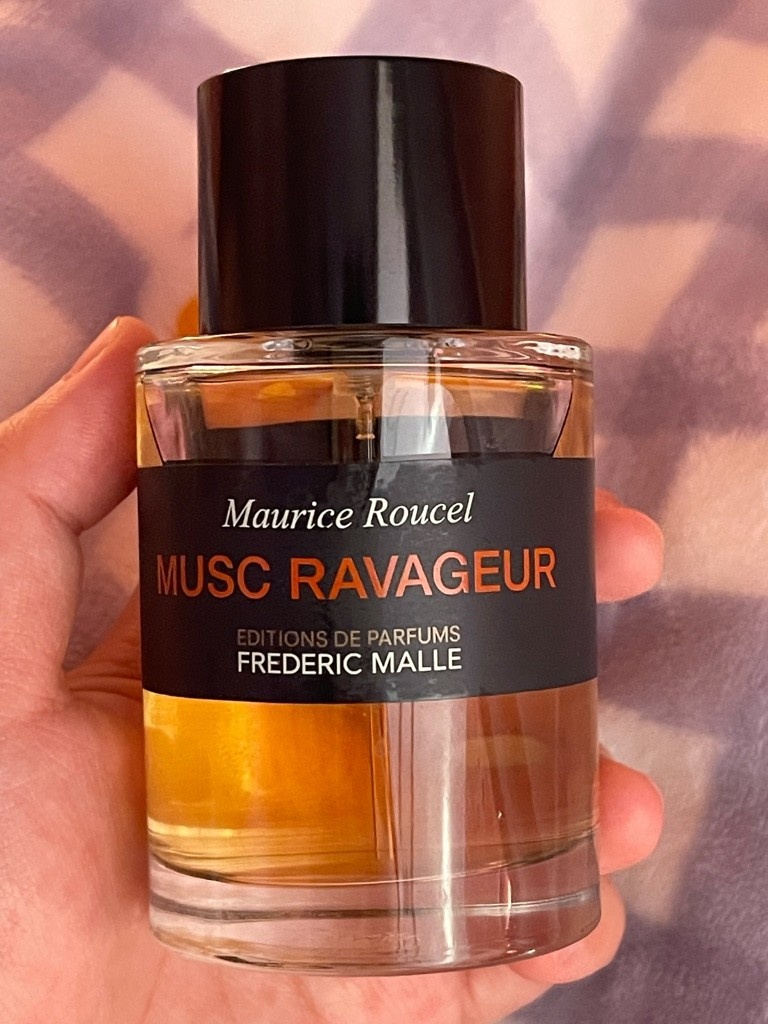 Maurice Roucel
MUSC RAVAGEUR
EDITIONS DE PARFUMS
FREDERIC MALLE